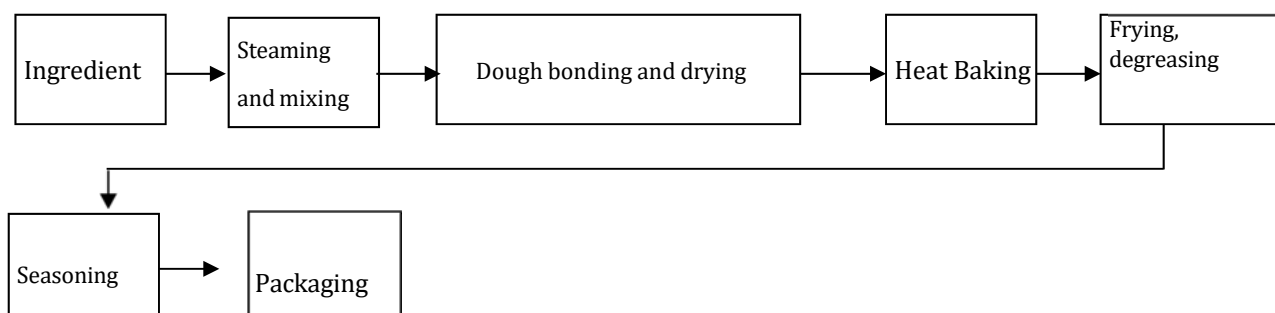 Ingredient
Steaming
and mixing
Dough bonding and drying
Heat Baking
Frying,
degreasing
Seasoning
Packaging